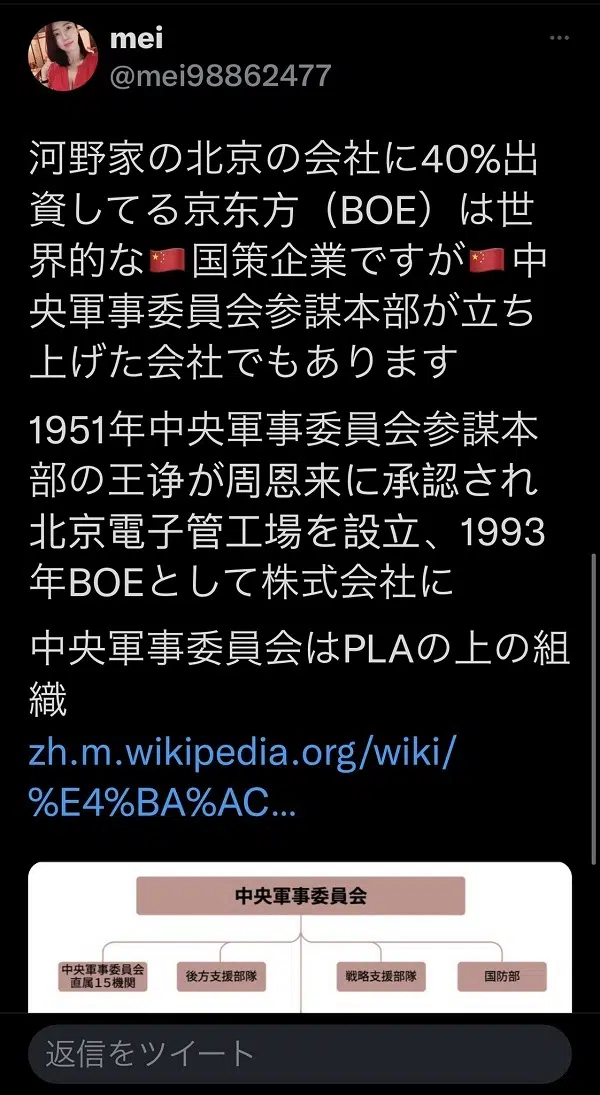 mei
@mei98862477
河野家の北京の会社に40%出
資してる京东方（BOE）は世
界的な🇨🇳国策企業ですが🇨🇳中
央軍事委員会参謀本部が立ち
上げた会社でもあります
1951年中央軍事委員会参謀本
部の王诤が周恩来に承認され
北京電子管工場を設立、1993
年BOEとして株式会社に
中央軍事委員会はPLAの上の組
織
zh.m.wikipedia.org/wiki/
%E4%BA%AC…
中央軍事委員会
中央軍事委員会
直属15機関
後方支援部隊
戦略支援部隊
国防部
返信をツイート